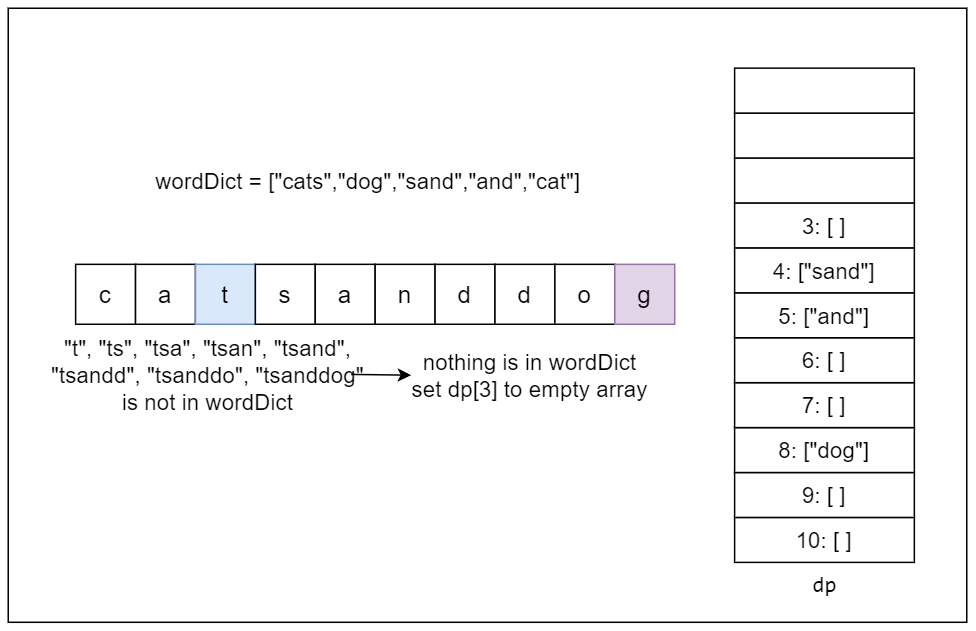 wordDict = ["cats","dog","sand","and","cat"]
c a t s a n d d o g
"t", "ts", "tsa", "tsan", "tsand",
"tsandd", "tsanddo", "tsanddog"
is not in wordDict
nothing is in wordDict
set dp[3] to empty array
3: [ ]
4: ["sand"]
5: ["and"]
6: [ ]
7: [ ]
8: ["dog"]
9: [ ]
10: [ ]
dp